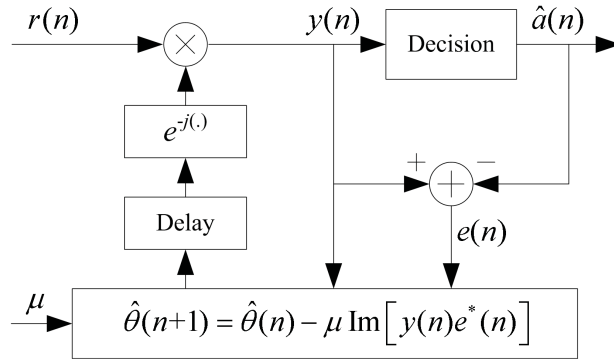 r(n) y(n) Decision â(n)
×
e^{-j(.)}
+ −
+
Delay
e(n)
μ
θ̂(n+1) = θ̂(n) − μ Im[y(n)e^*(n)]